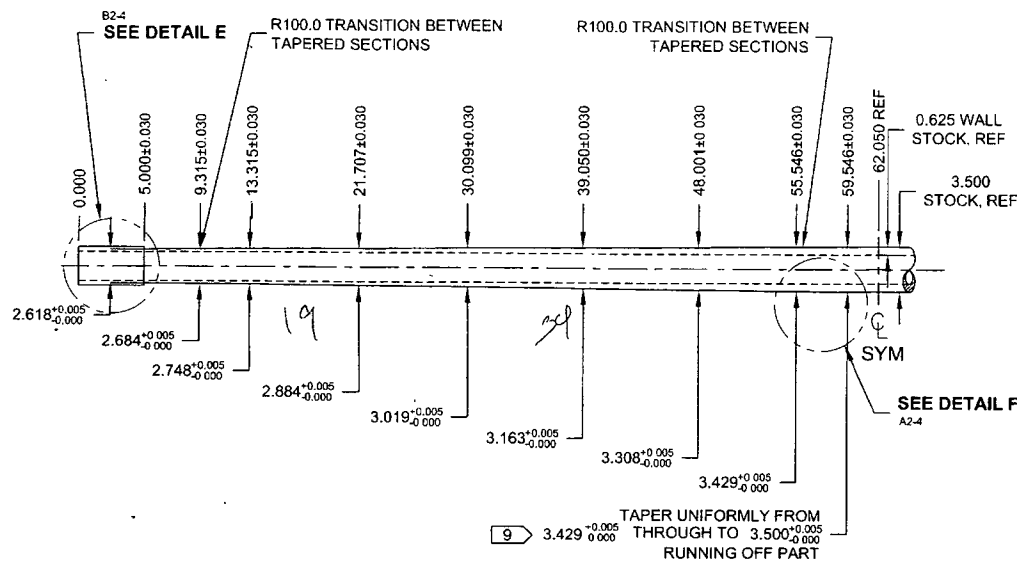 B2-4
SEE DETAIL E
R100.0 TRANSITION BETWEEN
TAPERED SECTIONS
R100.0 TRANSITION BETWEEN
TAPERED SECTIONS
0.000
5.000±0.030
9.315±0.030
13.315±0.030
21.707±0.030
30.099±0.030
39.050±0.030
48.001±0.030
55.546±0.030
59.546±0.030
62.050 REF
0.625 WALL
STOCK, REF
3.500
STOCK, REF
2.618 +0.005 -0.000
2.684 +0.005 -0.000
2.748 +0.005 -0.000
2.884 +0.005 -0.000
3.019 +0.005 -0.000
3.163 +0.005 -0.000
3.308 +0.005 -0.000
3.429 +0.005 -0.000
19
℄
SYM
SEE DETAIL F
A2-4
9
TAPER UNIFORMLY FROM
3.429 +0.005 0.000 THROUGH TO 3.500 +0.005 -0.000
RUNNING OFF PART